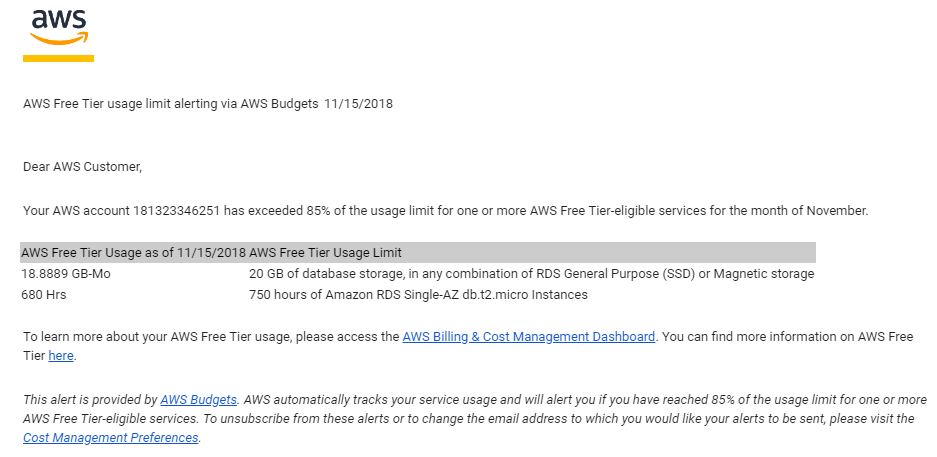 aws
AWS Free Tier usage limit alerting via AWS Budgets 11/15/2018
Dear AWS Customer,
Your AWS account 181323346251 has exceeded 85% of the usage limit for one or more AWS Free Tier-eligible services for the month of November.
AWS Free Tier Usage as of 11/15/2018 AWS Free Tier Usage Limit
18.8889 GB-Mo 20 GB of database storage, in any combination of RDS General Purpose (SSD) or Magnetic storage
680 Hrs 750 hours of Amazon RDS Single-AZ db.t2.micro Instances
To learn more about your AWS Free Tier usage, please access the AWS Billing & Cost Management Dashboard. You can find more information on AWS Free
Tier here.
This alert is provided by AWS Budgets. AWS automatically tracks your service usage and will alert you if you have reached 85% of the usage limit for one or more
AWS Free Tier-eligible services. To unsubscribe from these alerts or to change the email address to which you would like your alerts to be sent, please visit the
Cost Management Preferences.